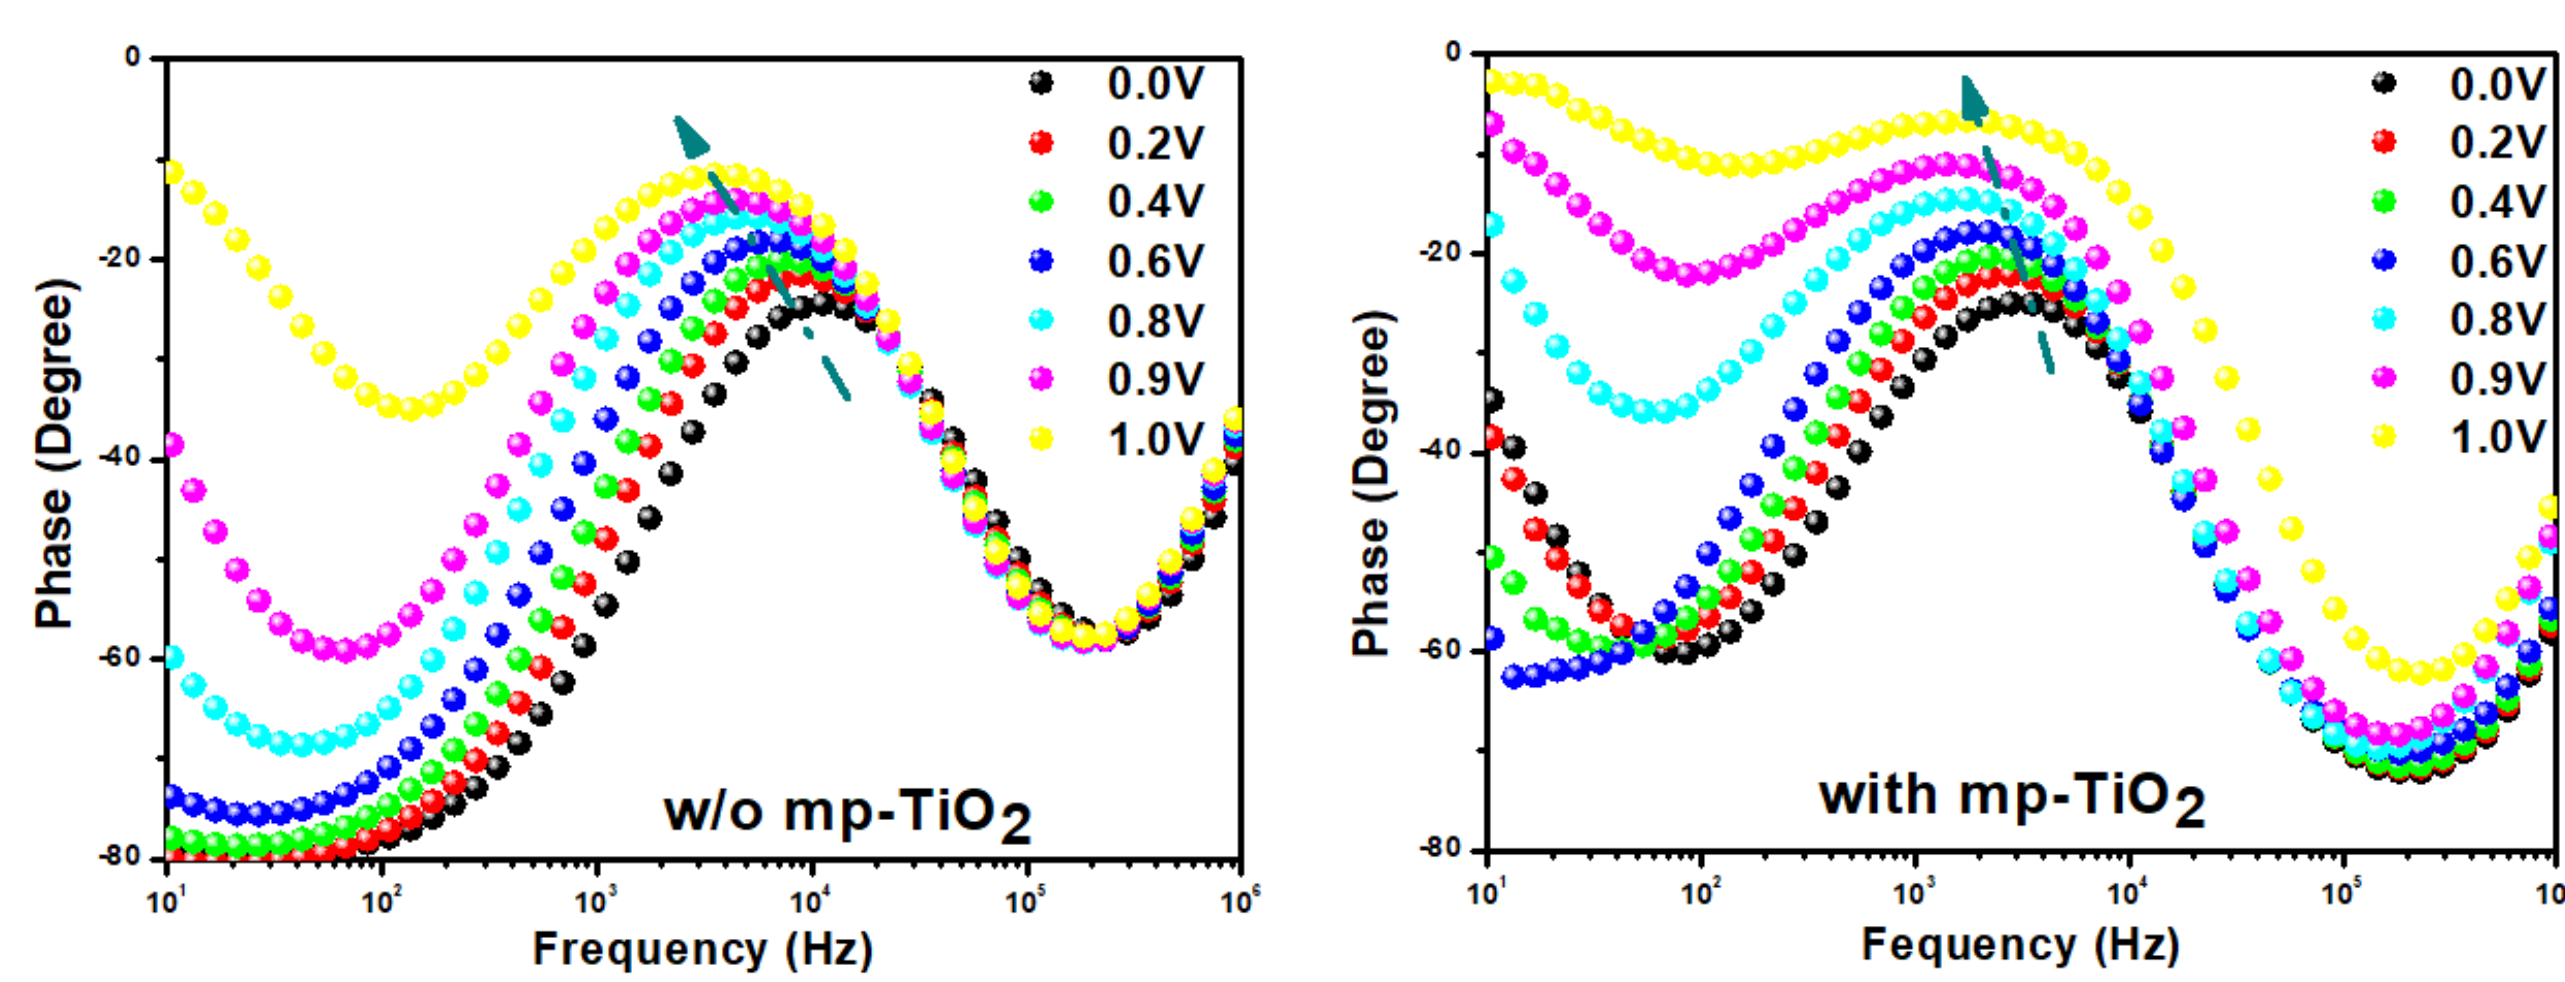 0
-20
-40
-60
-80
Phase (Degree)
10¹
10²
10³
10⁴
10⁵
10⁶
Frequency (Hz)
0.0V
0.2V
0.4V
0.6V
0.8V
0.9V
1.0V
w/o mp-TiO₂
0
-20
-40
-60
-80
Phase (Degree)
10¹
10²
10³
10⁴
10⁵
10
Fequency (Hz)
0.0V
0.2V
0.4V
0.6V
0.8V
0.9V
1.0V
with mp-TiO₂